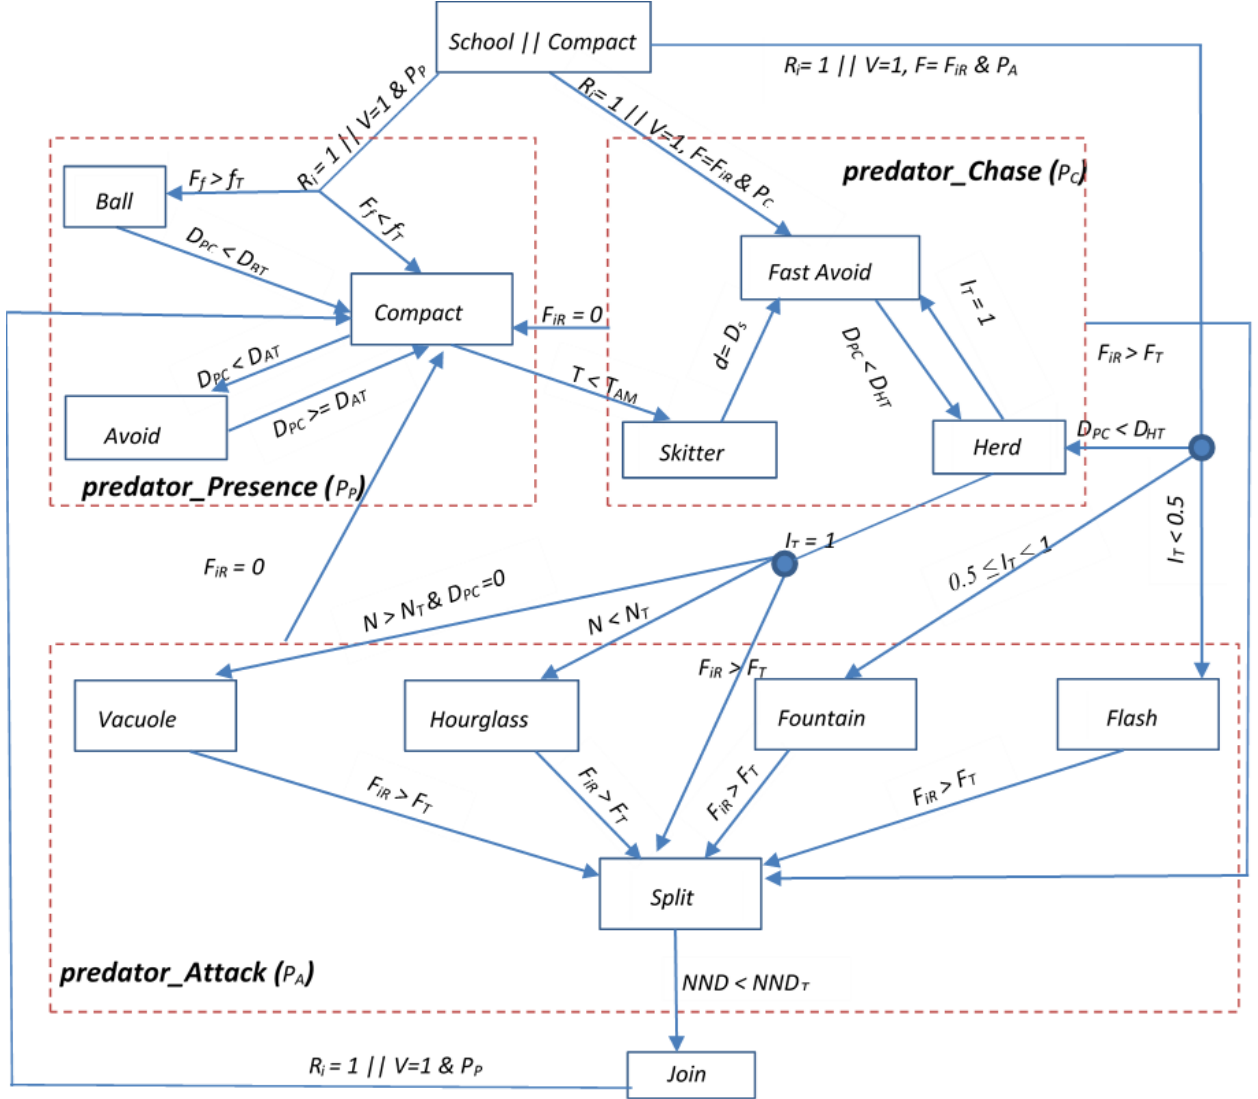 School || Compact
Rᵢ= 1 || V=1, F= FᵢR & PA
Rᵢ = 1 || V=1 & PP
Rᵢ= 1 || V=1, F=FᵢR & PC
predator_Chase (PC)
Ball
Ff > fT
Ff < fT
DPC < DBT
Fast Avoid
IT = 1
Compact
FiR = 0
d= Ds
DPC < DHT
FiR > FT
DPC < DAT
T < TAM
DPC >= DAT
Avoid
Skitter
Herd
DPC < DHT
predator_Presence (PP)
IT < 0.5
IT = 1
0.5 ≤ IT < 1
FiR = 0
N > NT & DPC=0
N < NT
FiR > FT
Vacuole
Hourglass
Fountain
Flash
FiR > FT
FiR > FT
FiR > FT
FiR > FT
Split
predator_Attack (PA)
NND < NNDT
Rᵢ = 1 || V=1 & PP
Join